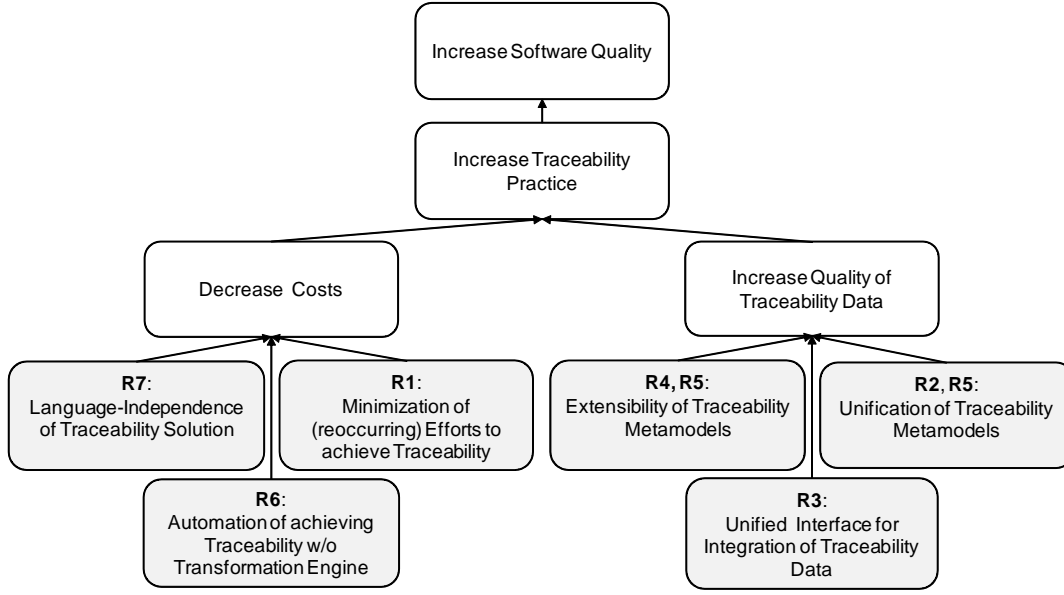 Increase Software Quality
Increase Traceability
Practice
Decrease Costs
Increase Quality of
Traceability Data
R7:
Language-Independence
of Traceability Solution
R1:
Minimization of
(reoccurring) Efforts to
achieve Traceability
R4, R5:
Extensibility of Traceability
Metamodels
R2, R5:
Unification of Traceability
Metamodels
R6:
Automation of achieving
Traceability w/o
Transformation Engine
R3:
Unified Interface for
Integration of Traceability
Data